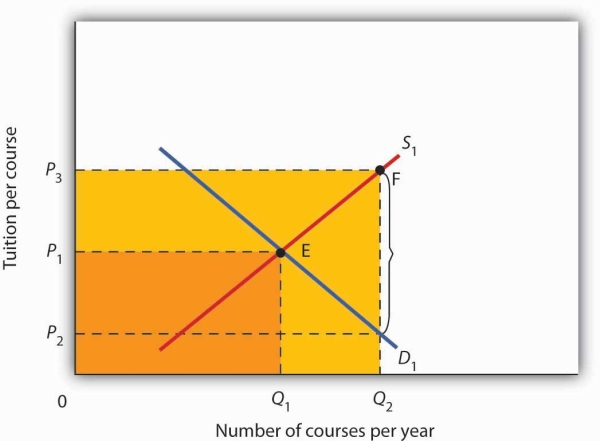 Tuition per course
S1
P3
F
P1
E
P2
D1
0
Q1
Q2
Number of courses per year